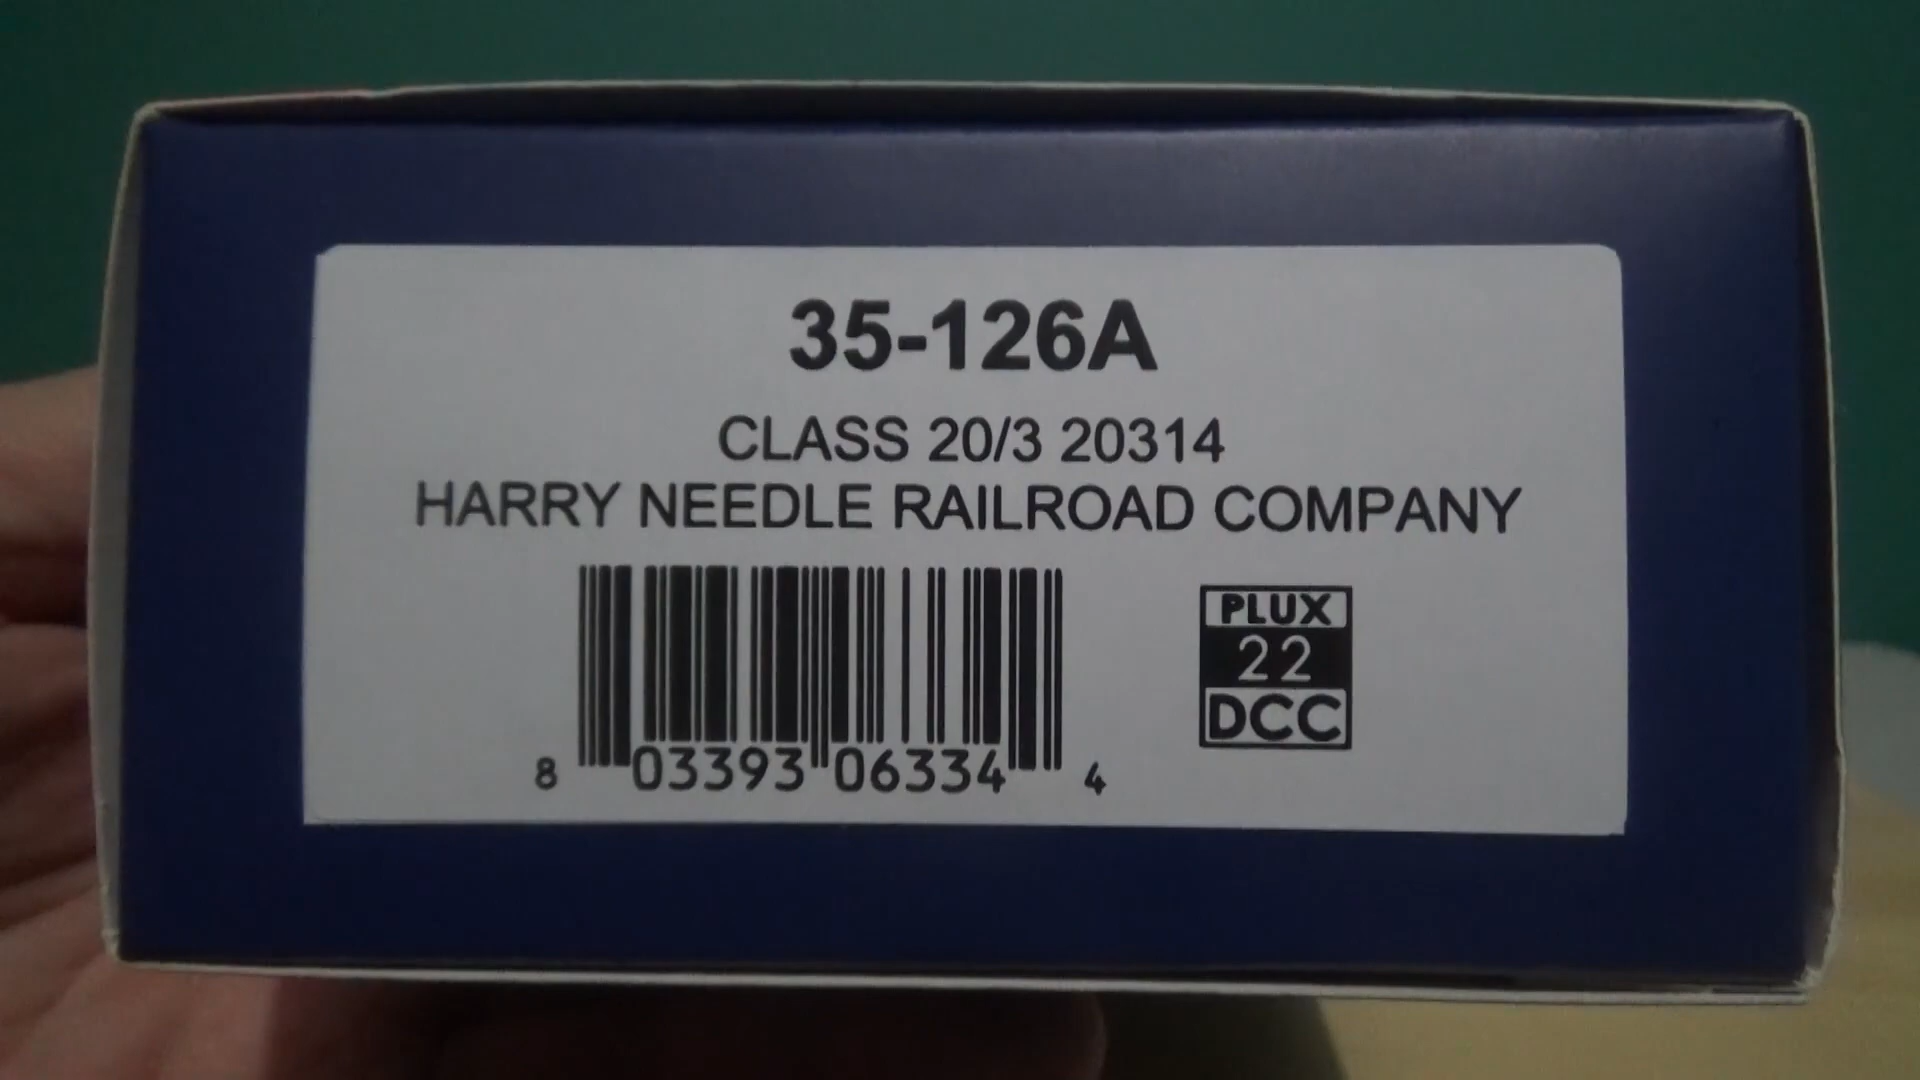 35-126A
CLASS 20/3 20314
HARRY NEEDLE RAILROAD COMPANY
PLUX
22
DCC
8 03393 06334 4